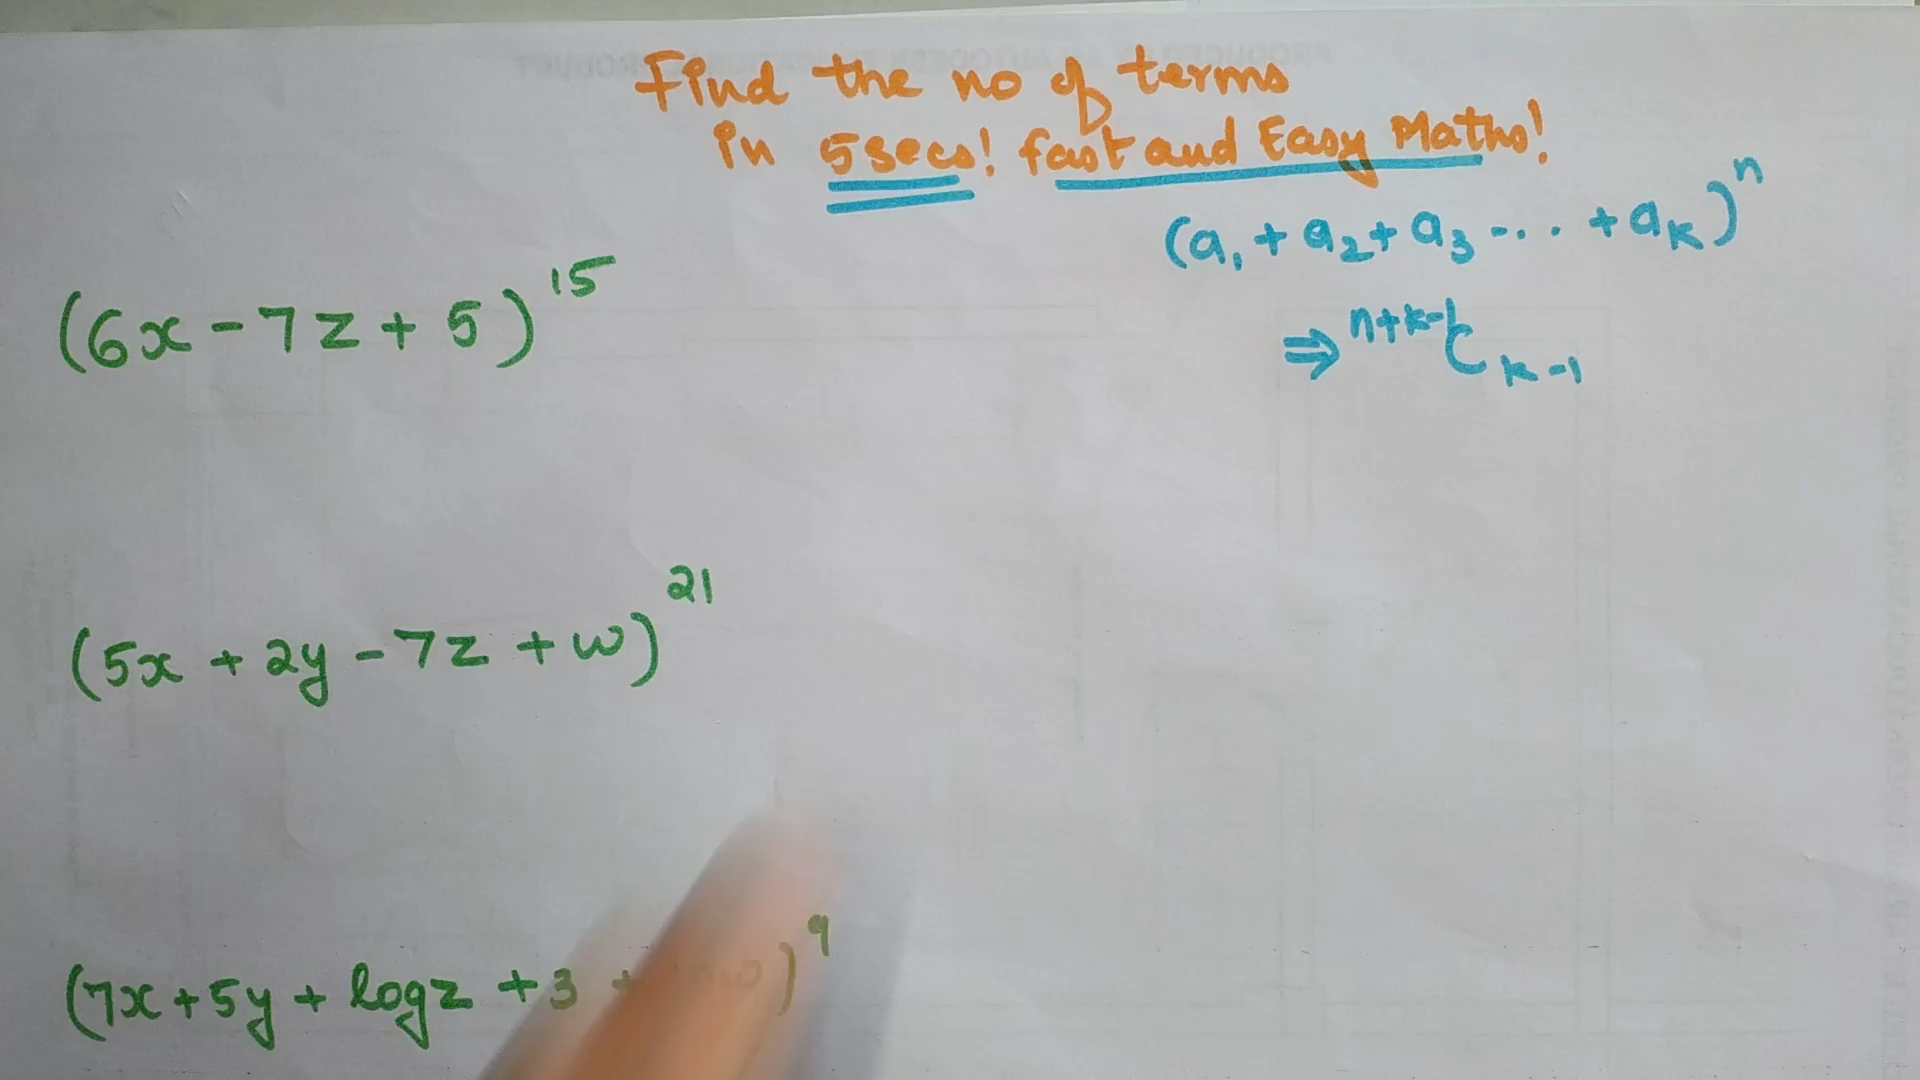 Find the no of terms
in 5secs! fast and Easy Maths!
(a₁ + a₂ + a₃ -... + aₖ)ⁿ
⇒ ⁿ⁺ᵏ⁻¹Cₖ₋₁
(6x - 7z + 5)¹⁵
(5x + 2y - 7z + w)²¹
(7x + 5y + log z + 3 + )⁹